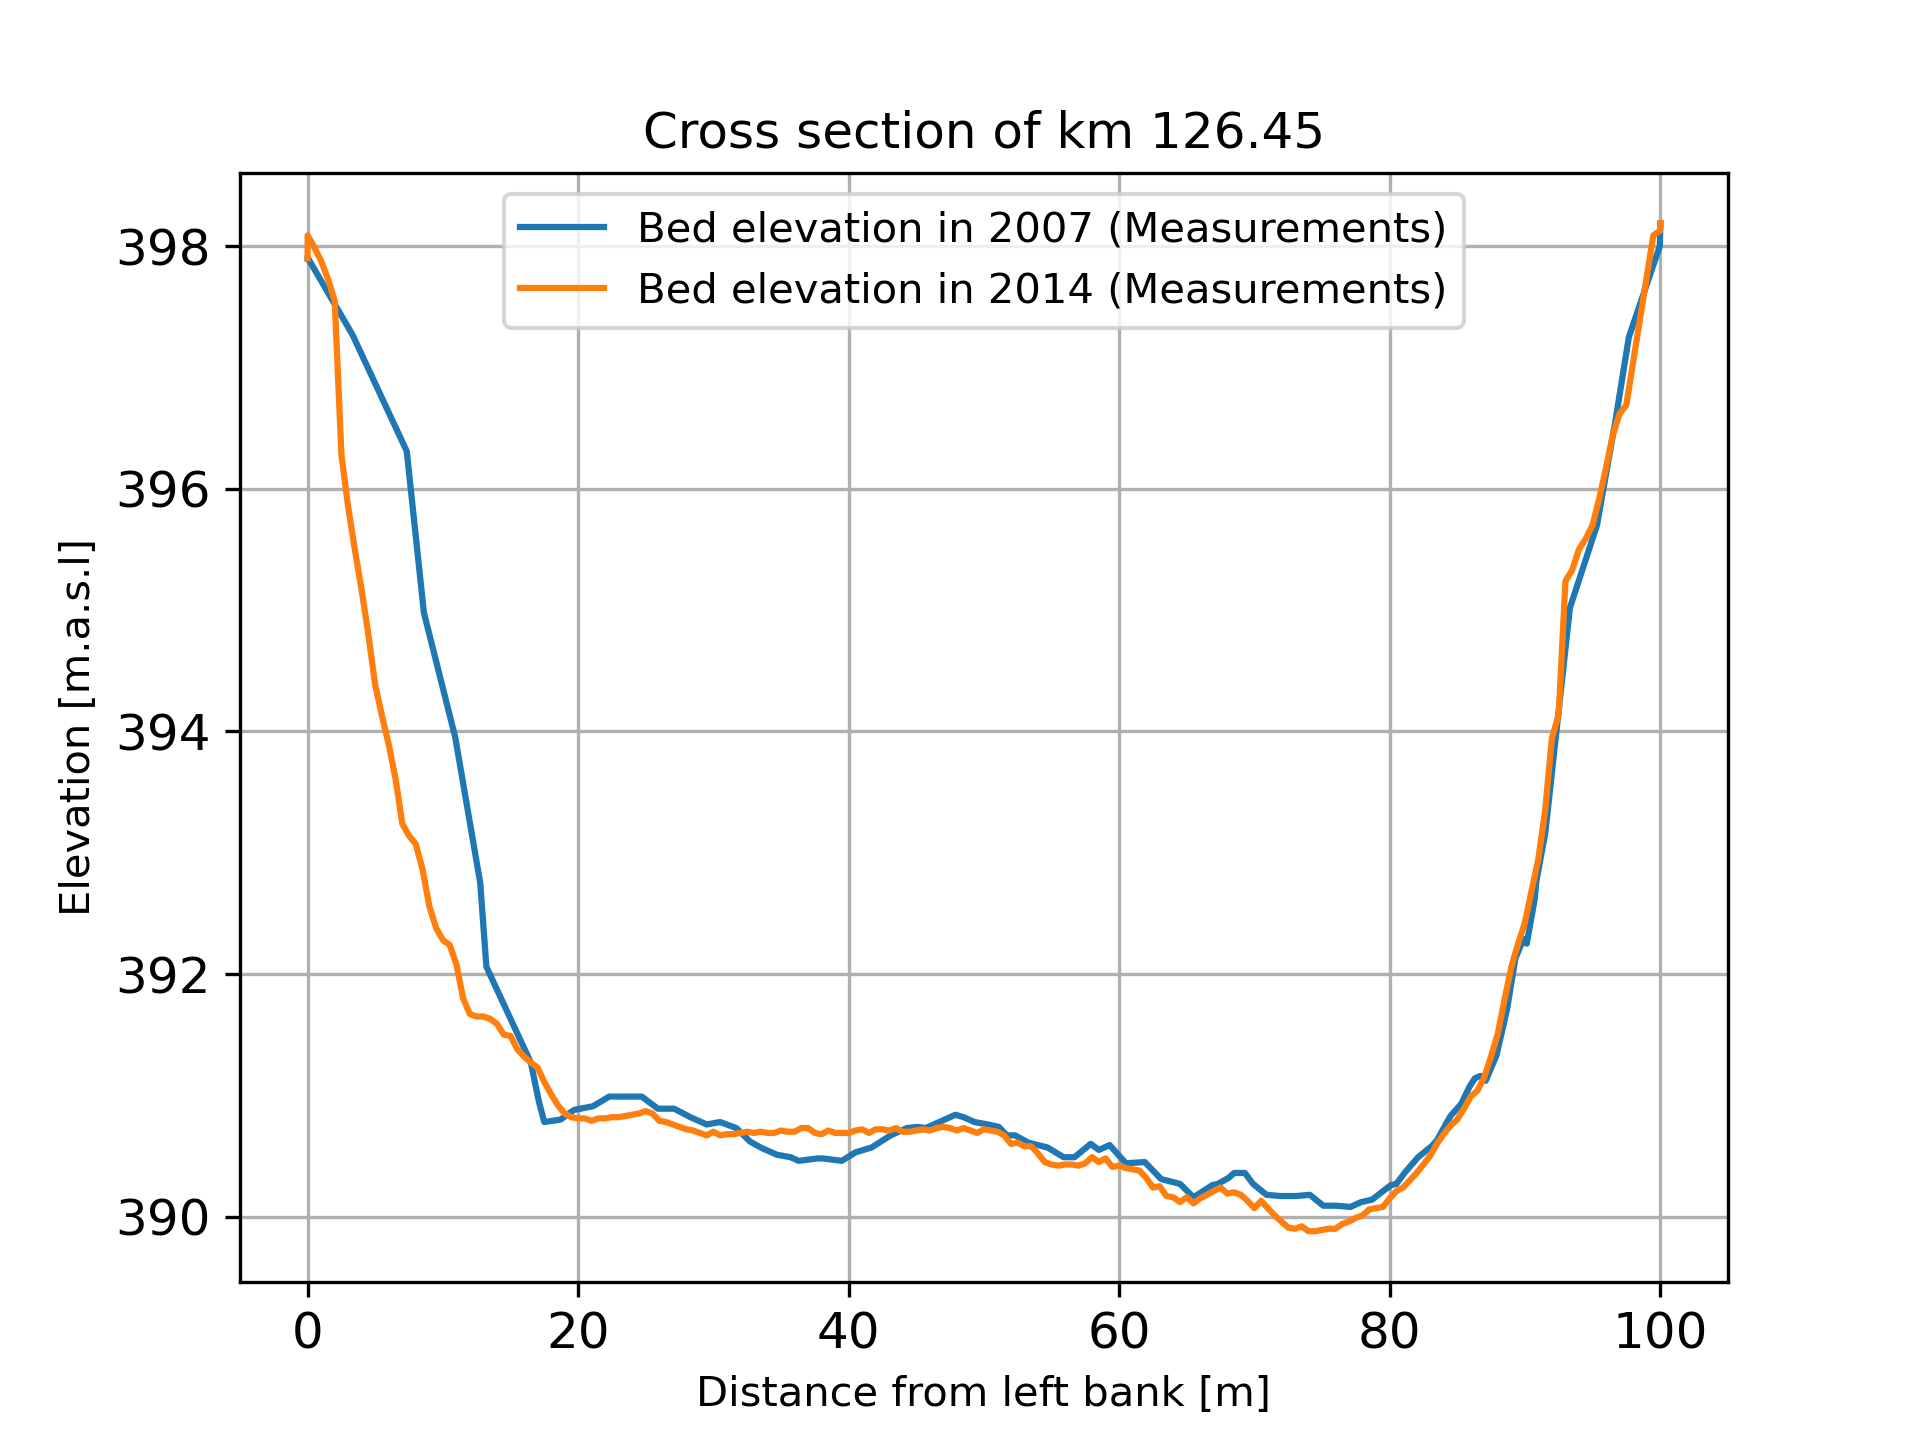 Cross section of km 126.45
Bed elevation in 2007 (Measurements)
Bed elevation in 2014 (Measurements)
398
396
394
392
390
Elevation [m.a.s.l]
0 20 40 60 80 100
Distance from left bank [m]